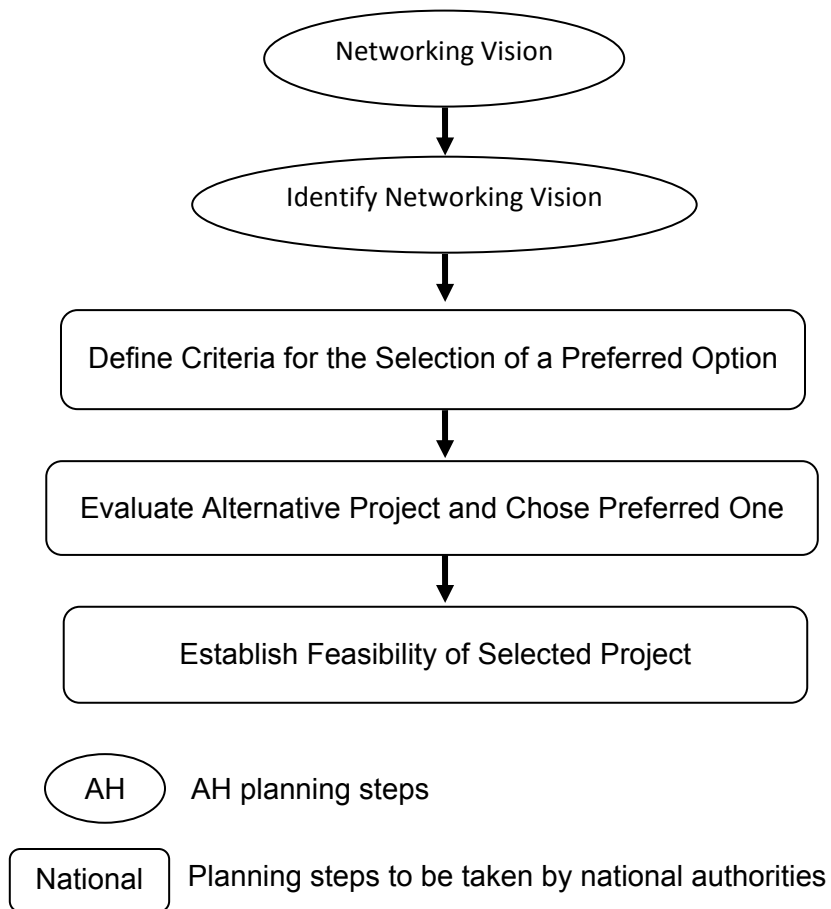 Networking Vision
Identify Networking Vision
Define Criteria for the Selection of a Preferred Option
Evaluate Alternative Project and Chose Preferred One
Establish Feasibility of Selected Project
AH AH planning steps
National Planning steps to be taken by national authorities